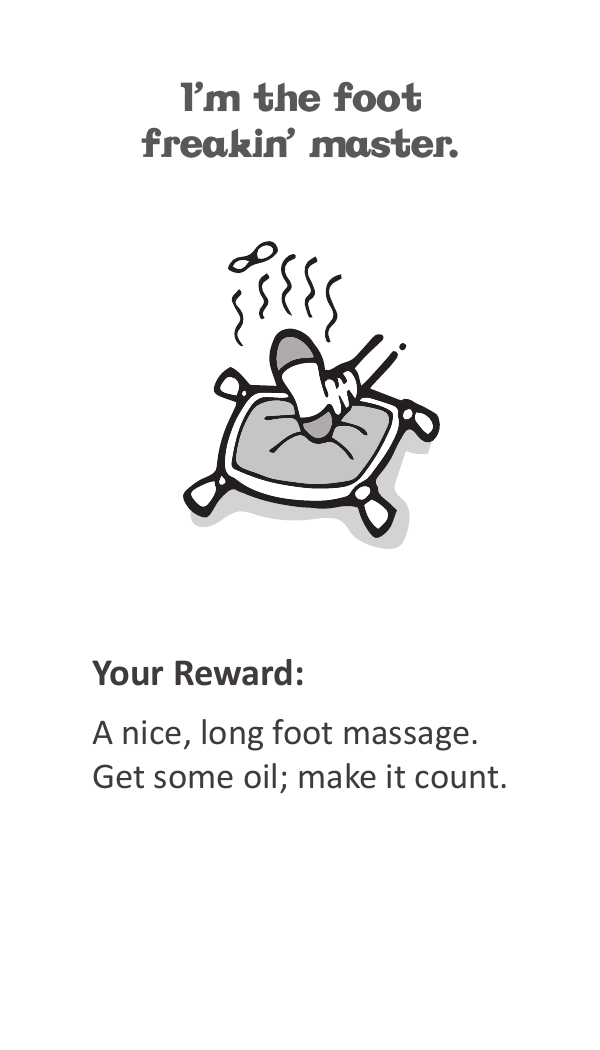 I'm the foot
freakin' master.
Your Reward:
A nice, long foot massage.
Get some oil; make it count.